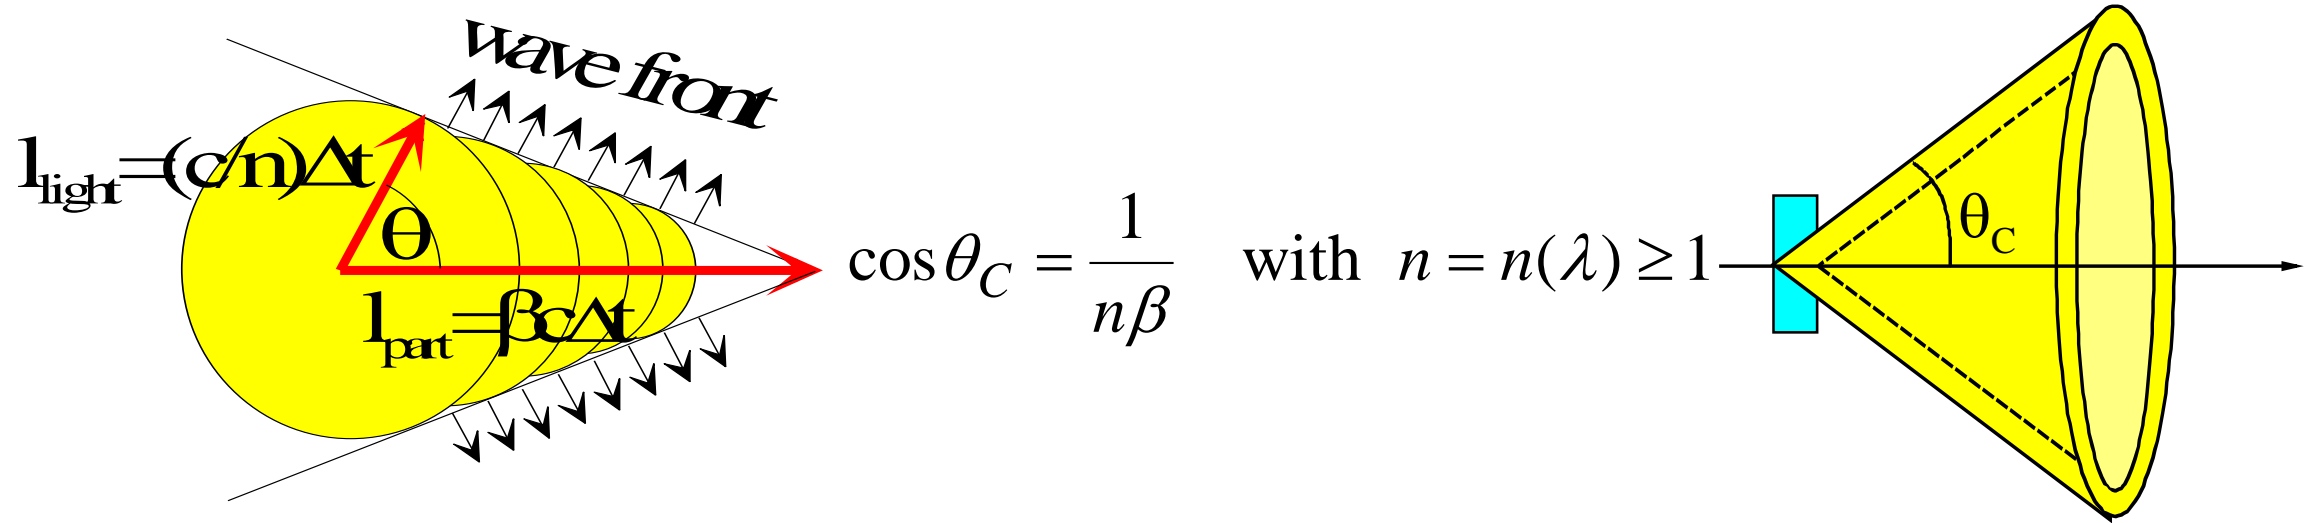 wave front
l_light=(c/n)Δt
θ
l_part=βcΔt
cos θ_C = 1/(nβ) with n = n(λ) ≥ 1
θ_C